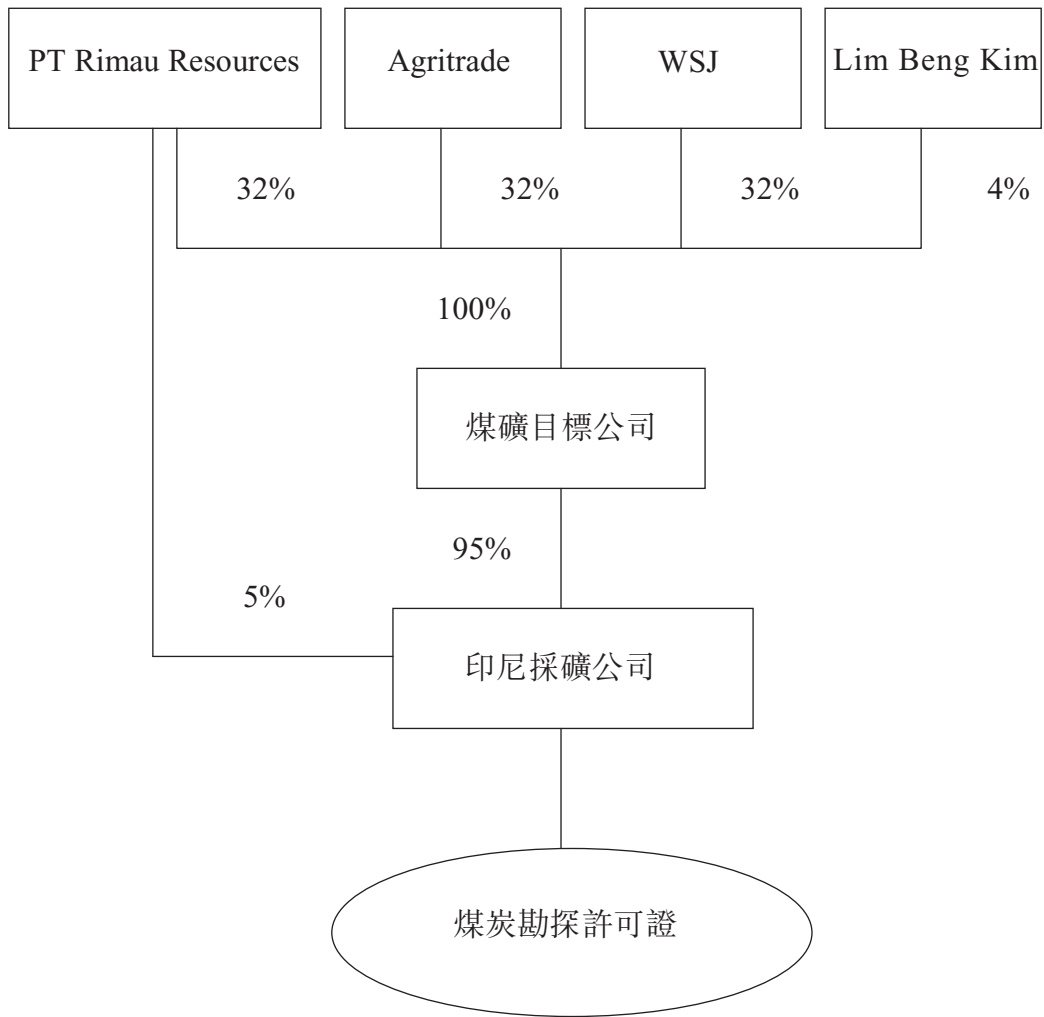 PT Rimau Resources
Agritrade
WSJ
Lim Beng Kim
32%
32%
32%
4%
100%
煤礦目標公司
95%
5%
印尼採礦公司
煤炭勘探許可證